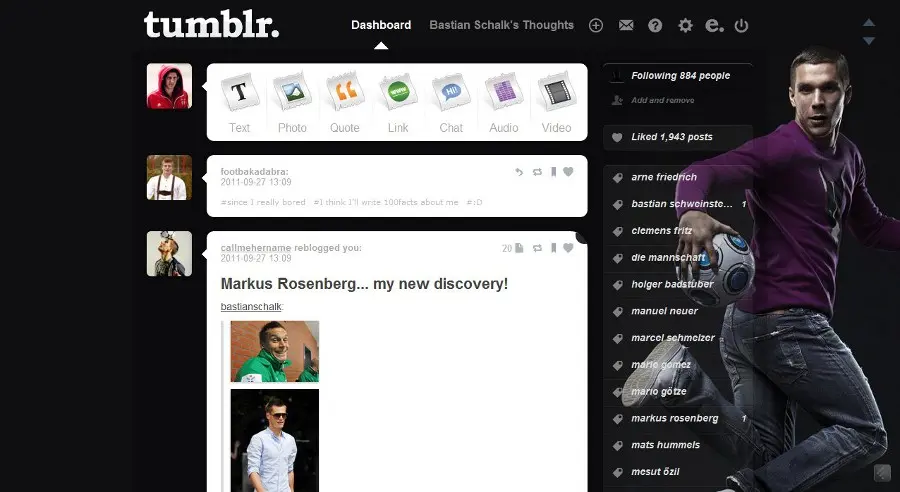 tumblr.
Dashboard
Bastian Schalk's Thoughts
Following 884 people
Add and remove
Liked 1,943 posts
T
WWW
Hi!
Text
Photo
Quote
Link
Chat
Audio
Video
footbakadabra:
2011-09-27 13:09
#since I really bored #I think I'll write 100facts about me #:D
callmehername reblogged you:
20
2011-09-27 13:09
Markus Rosenberg... my new discovery!
bastianschalk:
arne friedrich
bastian schweinste... 1
clemens fritz
die mannschaft
holger badstuber
manuel neuer
marcel schmelzer
mario gomez
mario götze
markus rosenberg 1
mats hummels
mesut özil